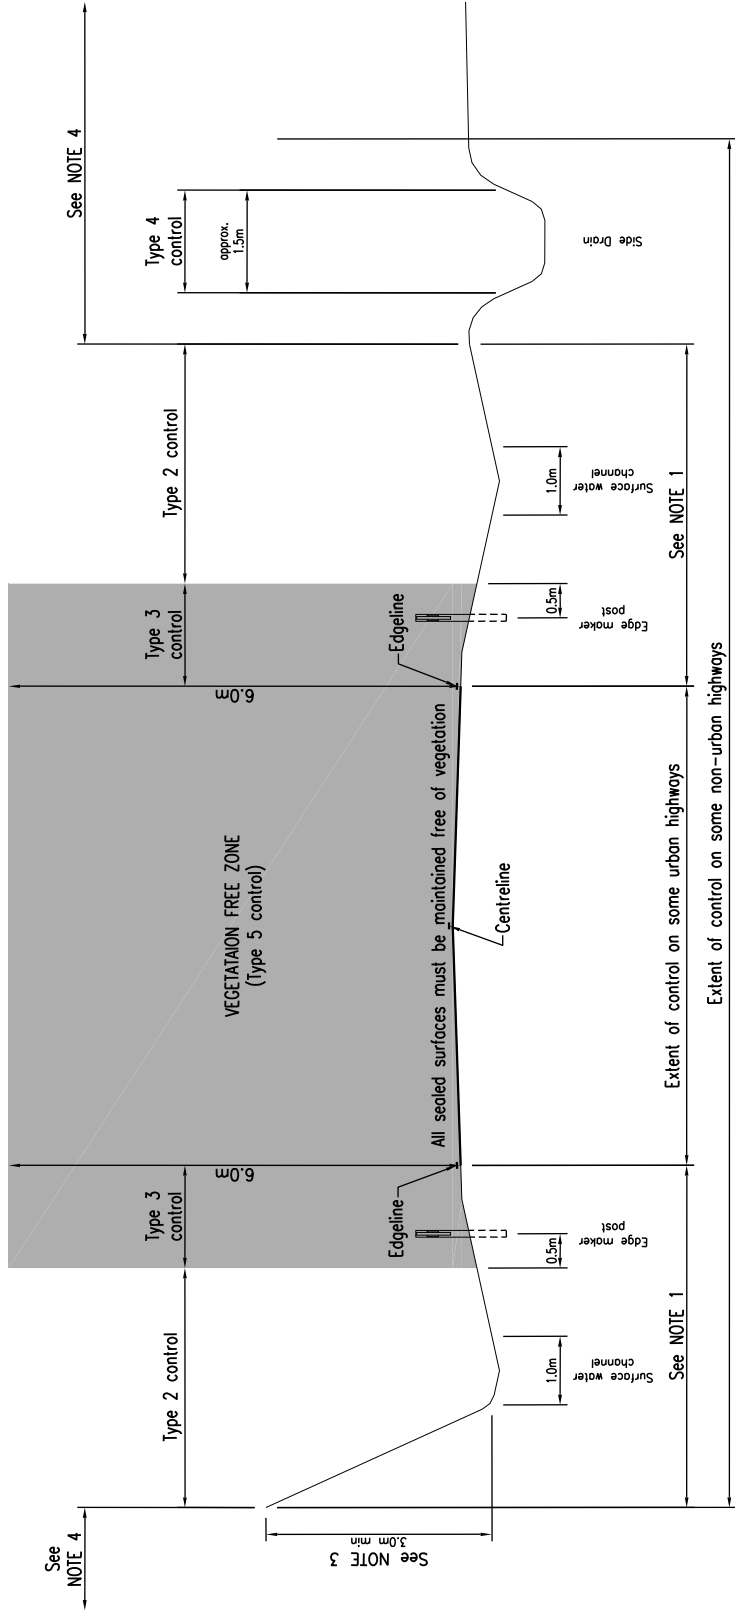 See
NOTE 4
See NOTE 4
Type 2 control
Type 3
control
Type 3
control
Type 2 control
Type 4
control
approx.
1.5m
6.0m
6.0m
VEGETATAION FREE ZONE
(Type 5 control)
Edgeline
Edgeline
All sealed surfaces must be maintained free of vegetation
Centreline
See NOTE 3
3.0m min
1.0m
Surface water
channel
0.5m
Edge maker
post
0.5m
Edge maker
post
1.0m
Surface water
channel
Side Drain
See NOTE 1
Extent of control on some urban highways
See NOTE 1
Extent of control on some non-urban highways